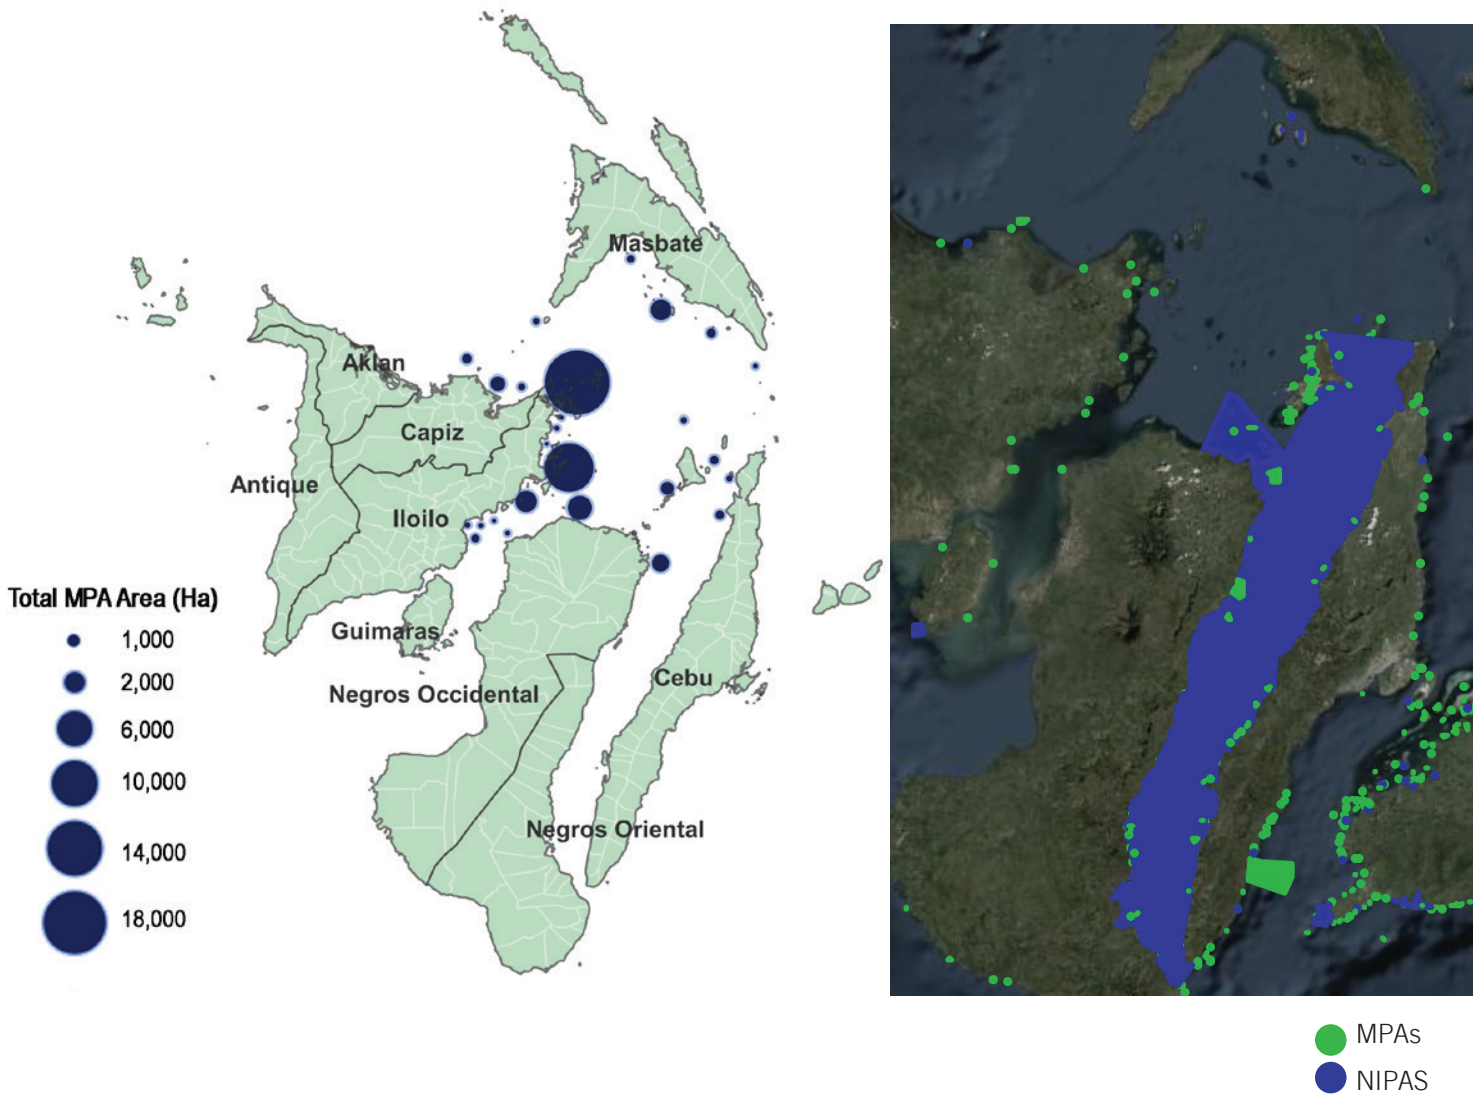 Masbate
Aklan
Capiz
Antique
Iloilo
Total MPA Area (Ha)
1,000
2,000
6,000
10,000
14,000
18,000
Guimaras
Negros Occidental
Cebu
Negros Oriental
MPAs
NIPAS